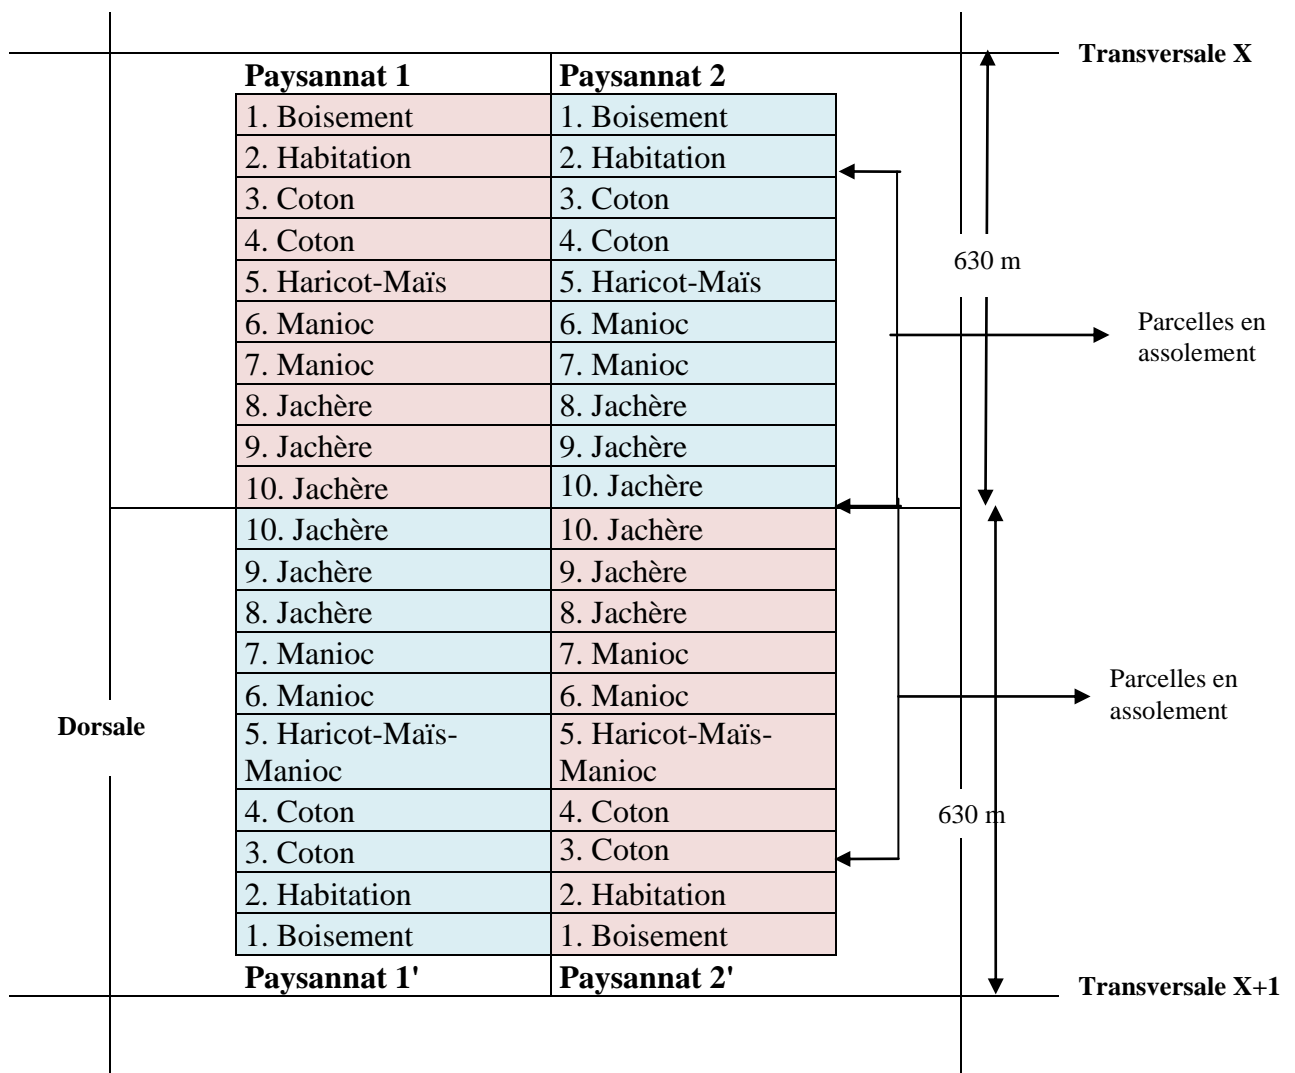 Transversale X
Paysannat 1
Paysannat 2
1. Boisement
1. Boisement
2. Habitation
2. Habitation
3. Coton
3. Coton
4. Coton
4. Coton
630 m
5. Haricot-Maïs
5. Haricot-Maïs
6. Manioc
6. Manioc
Parcelles en
assolement
7. Manioc
7. Manioc
8. Jachère
8. Jachère
9. Jachère
9. Jachère
10. Jachère
10. Jachère
10. Jachère
10. Jachère
9. Jachère
9. Jachère
8. Jachère
8. Jachère
7. Manioc
7. Manioc
Parcelles en
assolement
6. Manioc
6. Manioc
Dorsale
5. Haricot-Maïs-
Manioc
5. Haricot-Maïs-
Manioc
4. Coton
4. Coton
630 m
3. Coton
3. Coton
2. Habitation
2. Habitation
1. Boisement
1. Boisement
Paysannat 1'
Paysannat 2'
Transversale X+1